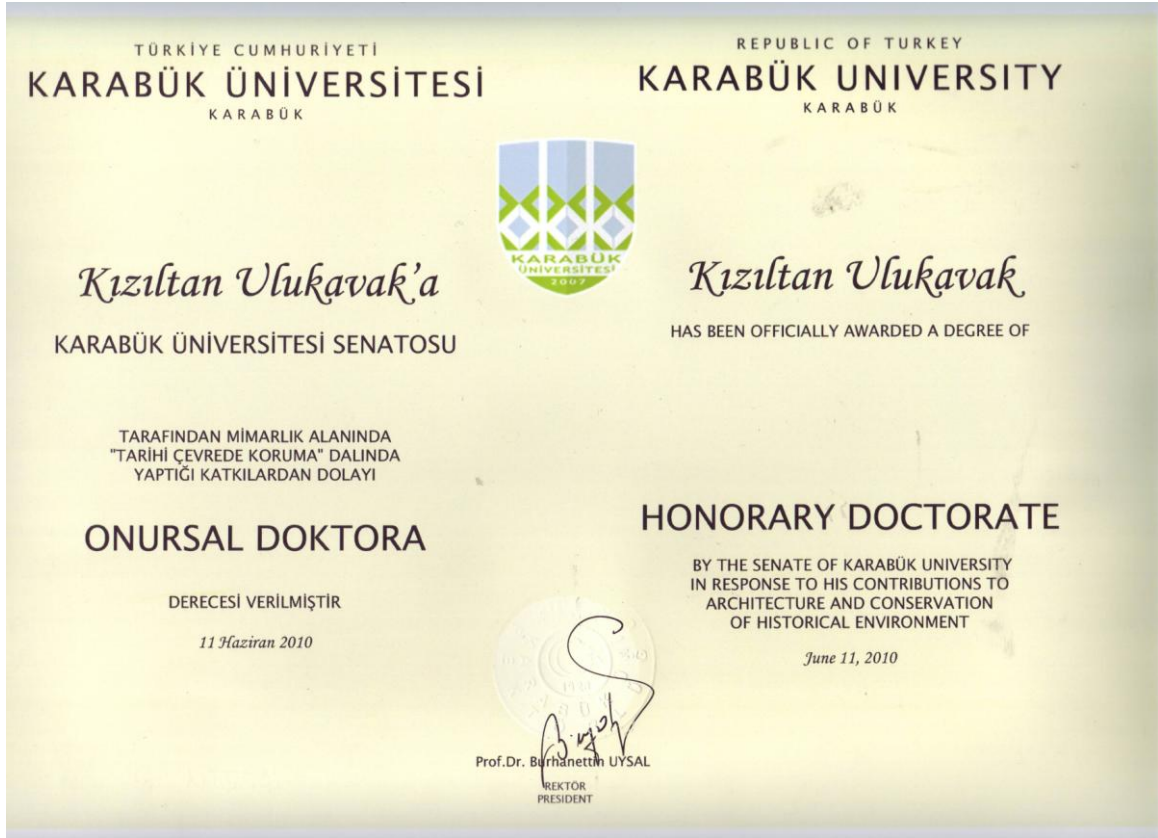 TÜRKİYE CUMHURİYETİ
KARABÜK ÜNİVERSİTESİ
KARABÜK
Kızıltan Ulukavak'a
KARABÜK ÜNİVERSİTESİ SENATOSU
TARAFINDAN MİMARLIK ALANINDA
"TARİHİ ÇEVREDE KORUMA" DALINDA
YAPTIĞI KATKILARDAN DOLAYI
ONURSAL DOKTORA
DERECESİ VERİLMİŞTİR
11 Haziran 2010
KARABÜK
ÜNİVERSİTESİ
2007
REPUBLIC OF TURKEY
KARABÜK UNIVERSITY
KARABÜK
Kızıltan Ulukavak
HAS BEEN OFFICIALLY AWARDED A DEGREE OF
HONORARY DOCTORATE
BY THE SENATE OF KARABÜK UNIVERSITY
IN RESPONSE TO HIS CONTRIBUTIONS TO
ARCHITECTURE AND CONSERVATION
OF HISTORICAL ENVIRONMENT
June 11, 2010
Prof.Dr. Burhanettin UYSAL
REKTÖR
PRESIDENT